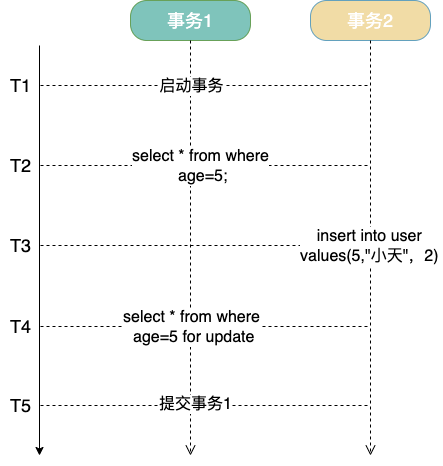 事务1
事务2
T1
启动事务
T2
select * from where
age=5;
T3
insert into user
values(5,"小天"，2)
T4
select * from where
age=5 for update
T5
提交事务1